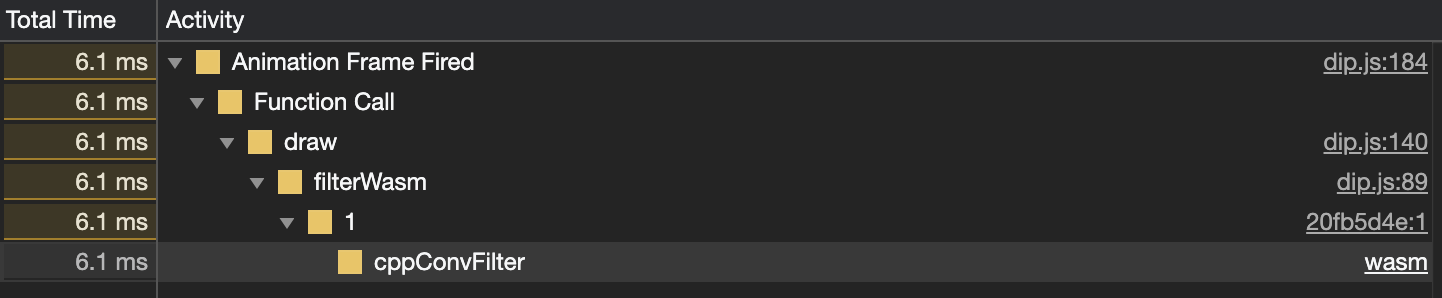 Total Time Activity
6.1 ms Animation Frame Fired dip.js:184
6.1 ms Function Call
6.1 ms draw dip.js:140
6.1 ms filterWasm dip.js:89
6.1 ms 1 20fb5d4e:1
6.1 ms cppConvFilter wasm